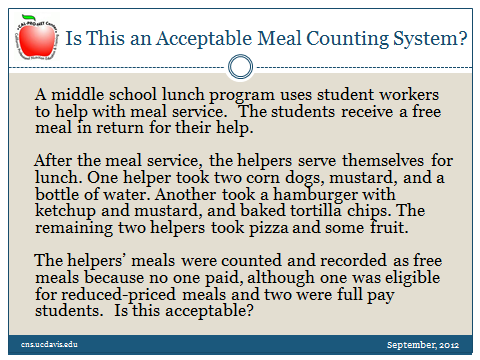 Is This an Acceptable Meal Counting System?
A middle school lunch program uses student workers
to help with meal service.  The students receive a free
meal in return for their help.
After the meal service, the helpers serve themselves for
lunch. One helper took two corn dogs, mustard, and a
bottle of water. Another took a hamburger with
ketchup and mustard, and baked tortilla chips. The
remaining two helpers took pizza and some fruit.
The helpers’ meals were counted and recorded as free
meals because no one paid, although one was eligible
for reduced-priced meals and two were full pay
students.  Is this acceptable?
cns.ucdavis.edu
September, 2012